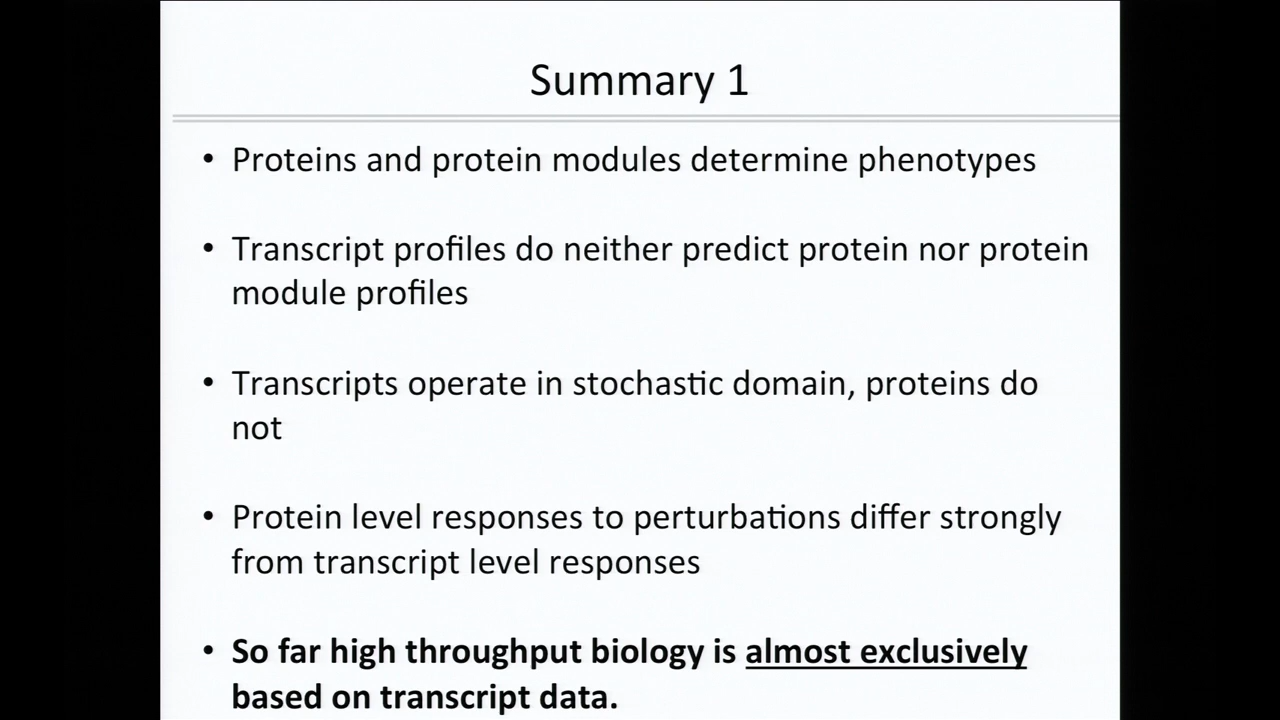 Summary 1
• Proteins and protein modules determine phenotypes
• Transcript profiles do neither predict protein nor protein
module profiles
• Transcripts operate in stochastic domain, proteins do
not
• Protein level responses to perturbations differ strongly
from transcript level responses
• So far high throughput biology is almost exclusively
based on transcript data.